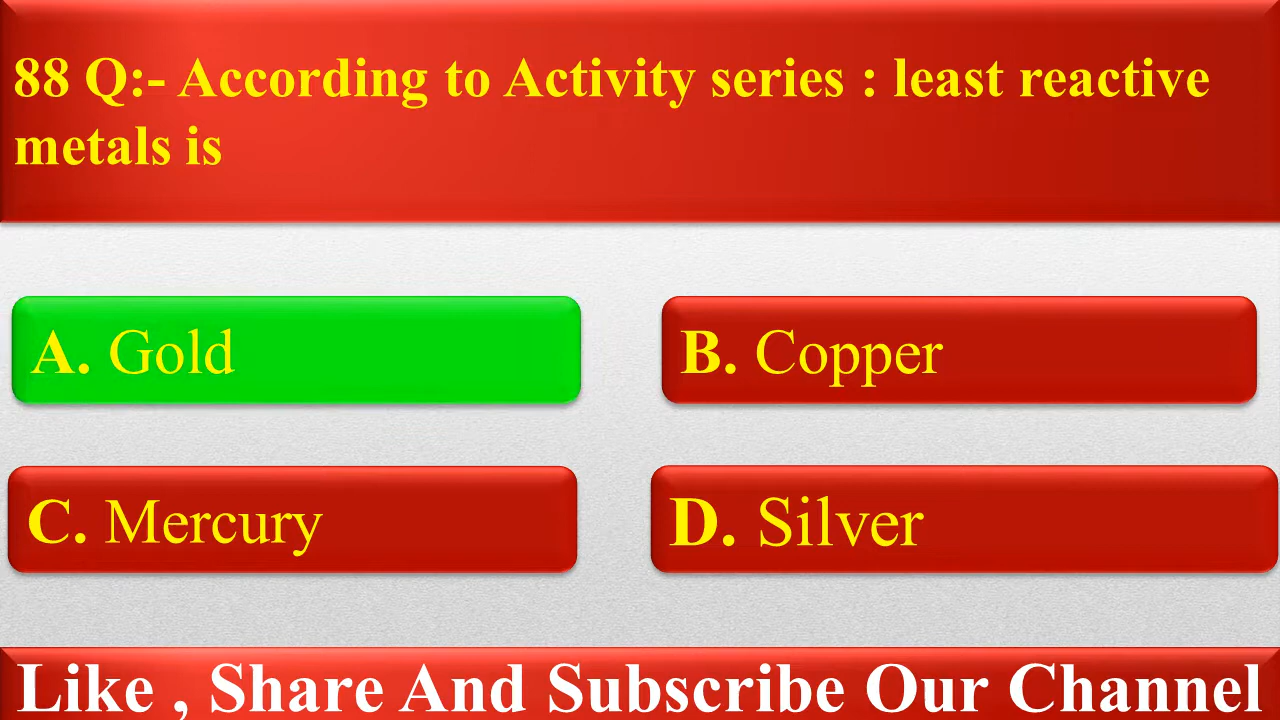 88 Q:- According to Activity series : least reactive
metals is
A. Gold
B. Copper
C. Mercury
D. Silver
Like , Share And Subscribe Our Channel